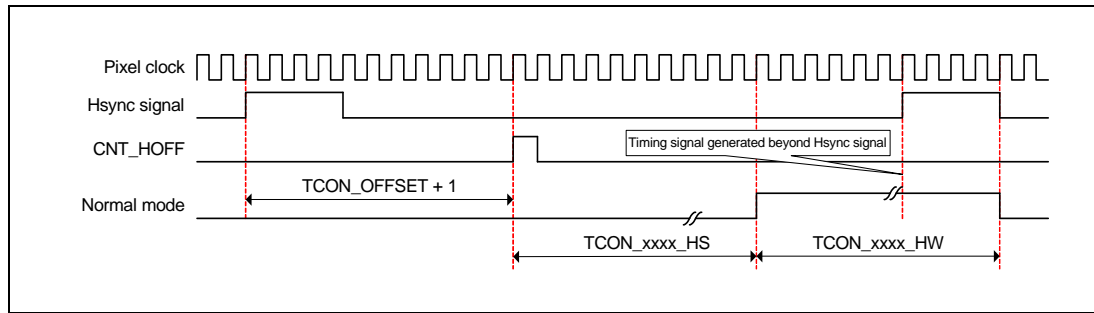 Pixel clock
Hsync signal
CNT_HOFF
Timing signal generated beyond Hsync signal
TCON_OFFSET + 1
Normal mode
TCON_xxxx_HS
TCON_xxxx_HW